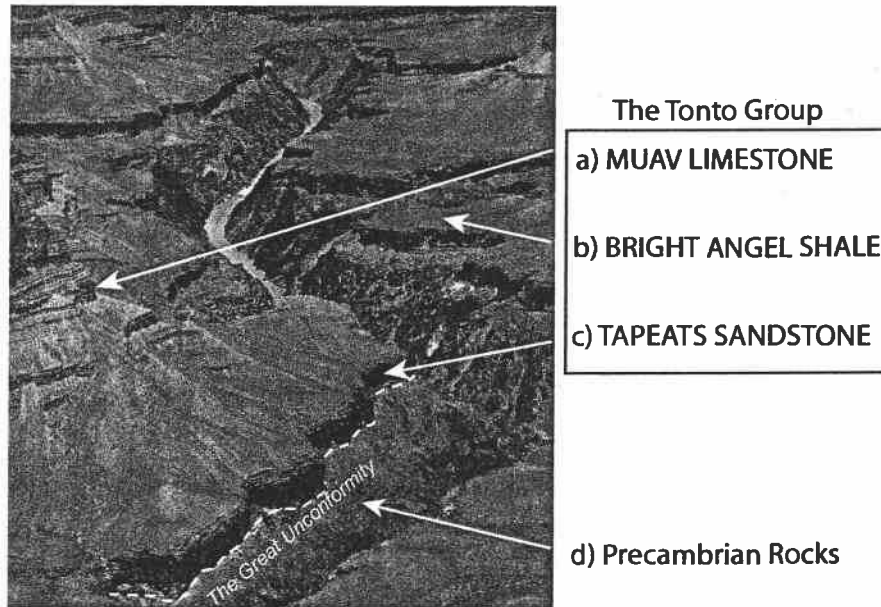 The Tonto Group
a) MUAV LIMESTONE
b) BRIGHT ANGEL SHALE
c) TAPEATS SANDSTONE
The Great Unconformity
d) Precambrian Rocks